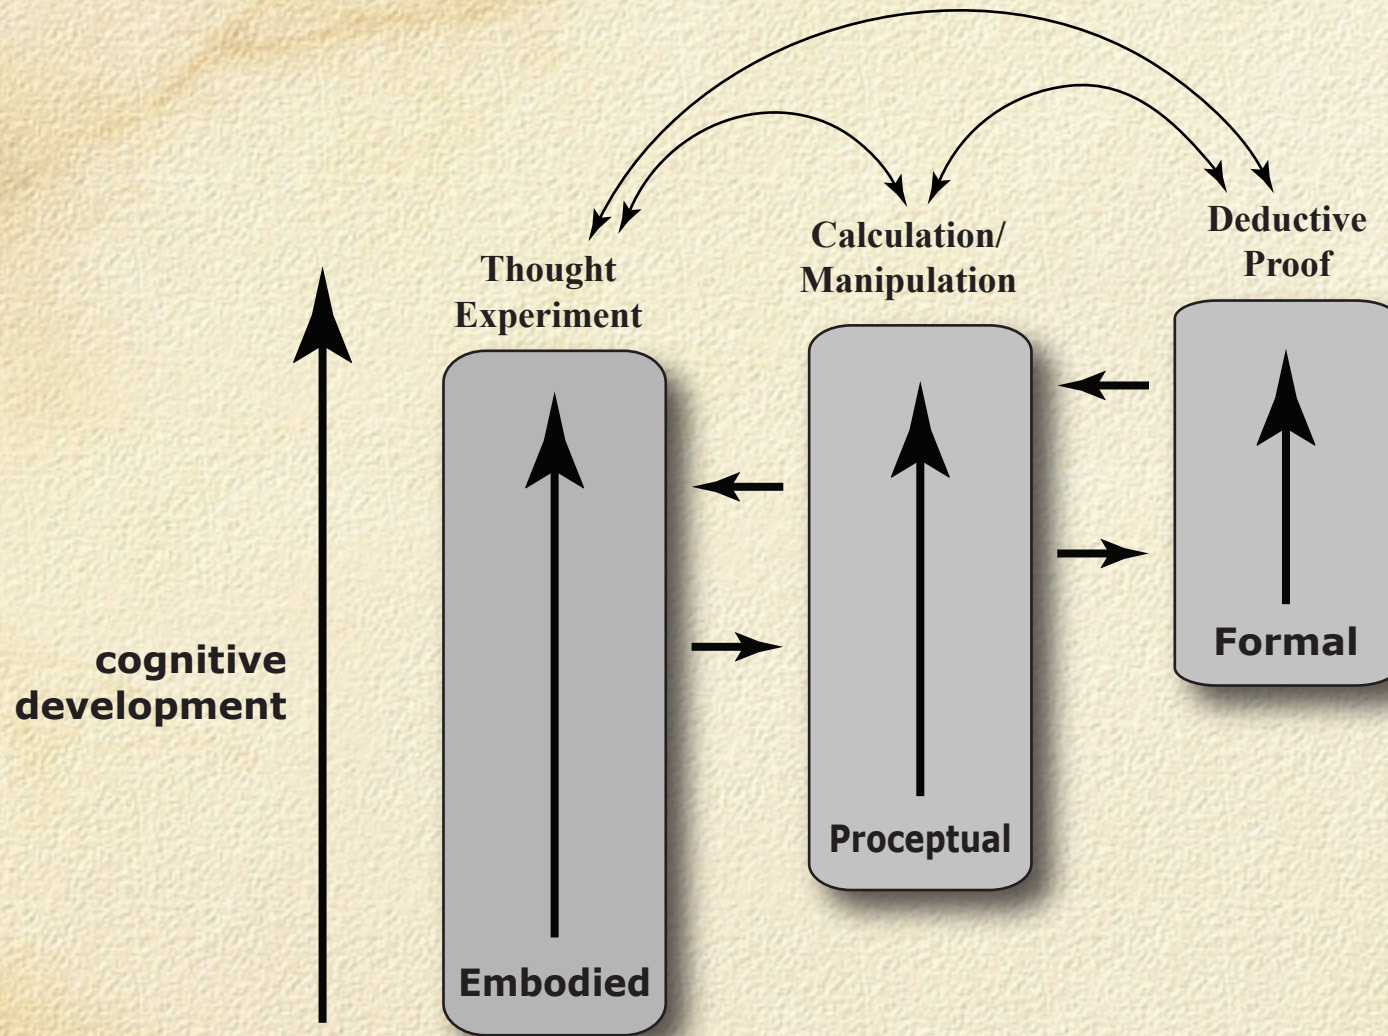 Thought
Experiment
Calculation/
Manipulation
Deductive
Proof
cognitive
development
Embodied
Proceptual
Formal